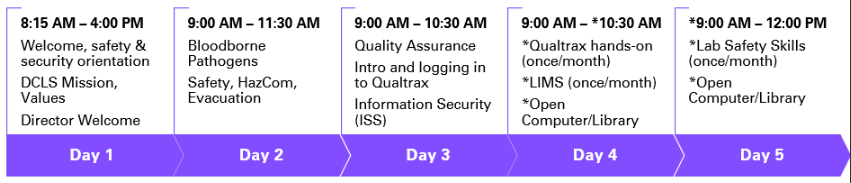 8:15 AM – 4:00 PM
Welcome, safety &
security orientation
DCLS Mission,
Values
Director Welcome
Day 1
9:00 AM – 11:30 AM
Bloodborne
Pathogens
Safety, HazCom,
Evacuation
Day 2
9:00 AM – 10:30 AM
Quality Assurance
Intro and logging in
to Qualtrax
Information Security
(ISS)
Day 3
9:00 AM – *10:30 AM
*Qualtrax hands-on
(once/month)
*LIMS (once/month)
*Open
Computer/Library
Day 4
*9:00 AM – 12:00 PM
*Lab Safety Skills
(once/month)
*Open
Computer/Library
Day 5